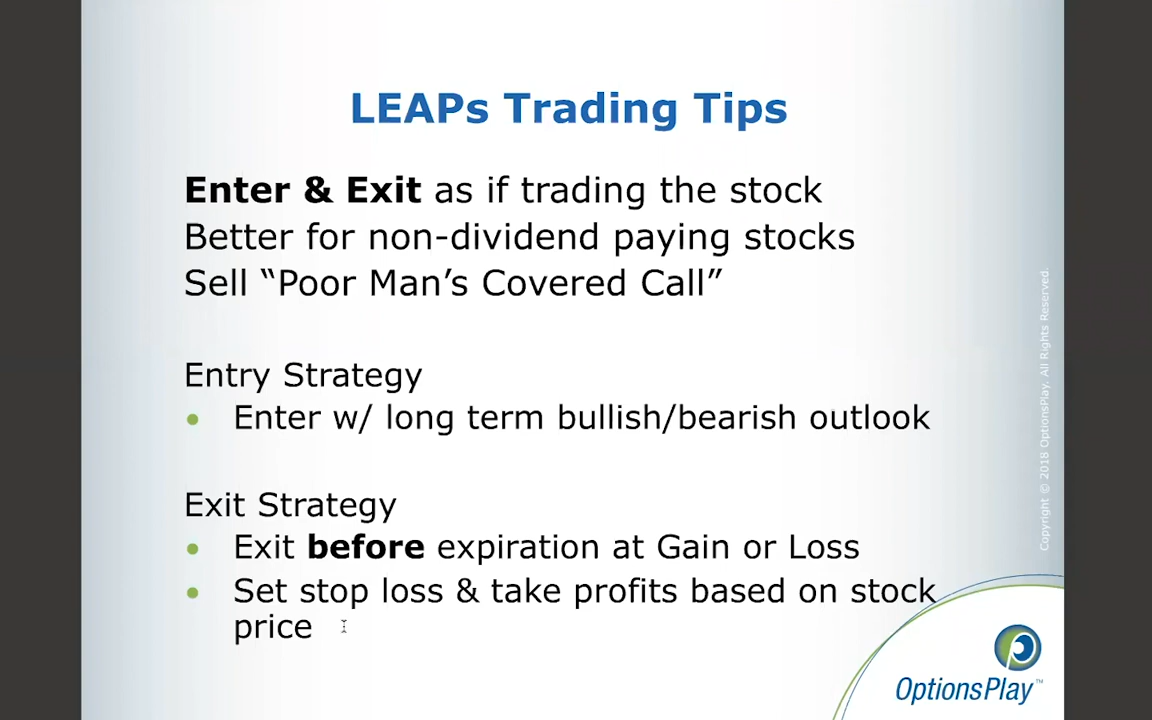 LEAPs Trading Tips
Enter & Exit as if trading the stock
Better for non-dividend paying stocks
Sell “Poor Man’s Covered Call”
Entry Strategy
• Enter w/ long term bullish/bearish outlook
Exit Strategy
• Exit before expiration at Gain or Loss
• Set stop loss & take profits based on stock
price
Copyright © 2018 OptionsPlay. All Rights Reserved.
OptionsPlay™